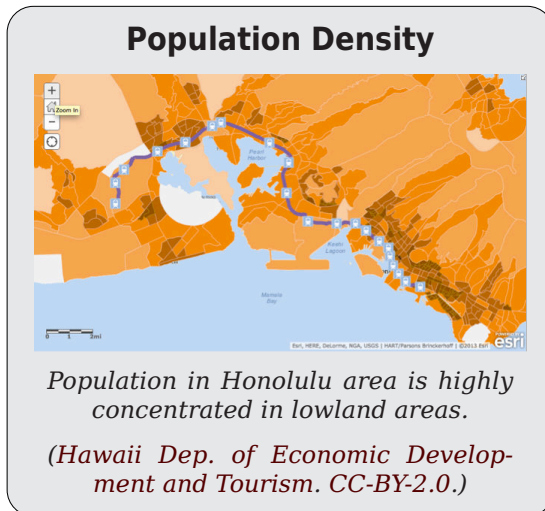 Population Density
+
Zoom In
−
Pearl
Harbor
Keehi
Lagoon
Mamala
Bay
0 1 2mi
Esri, HERE, DeLorme, NGA, USGS | HART/Parsons Brinckerhoff | ©2013 Esri
esri
Population in Honolulu area is highly
concentrated in lowland areas.
(Hawaii Dep. of Economic Develop-
ment and Tourism. CC-BY-2.0.)